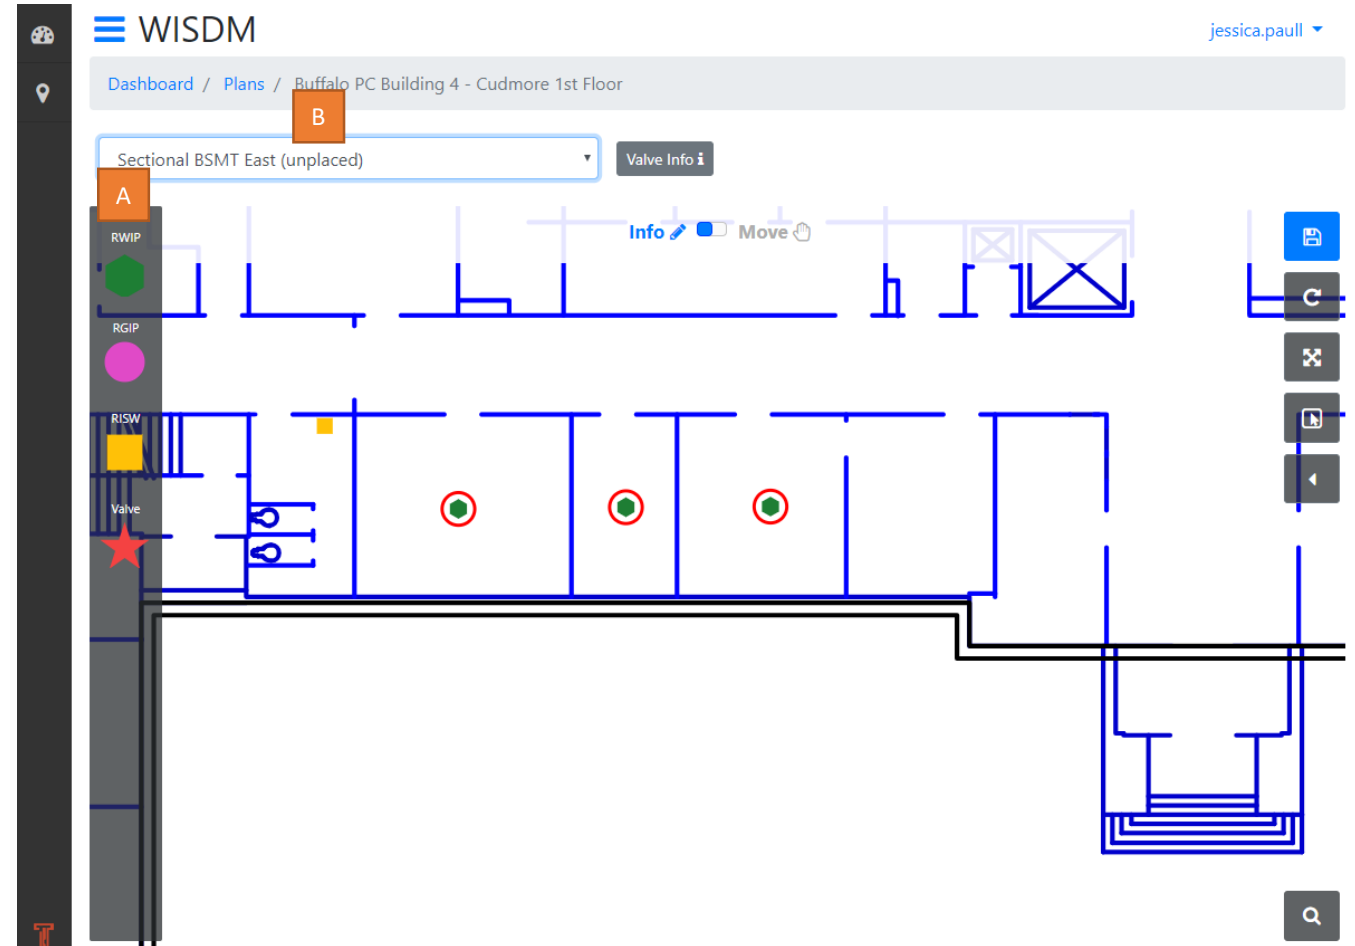 WISDM
jessica.paull
Dashboard / Plans / Buffalo PC Building 4 - Cudmore 1st Floor
B
Sectional BSMT East (unplaced)
Valve Info i
A
Info Move
RWIP
RGIP
RISW
Valve